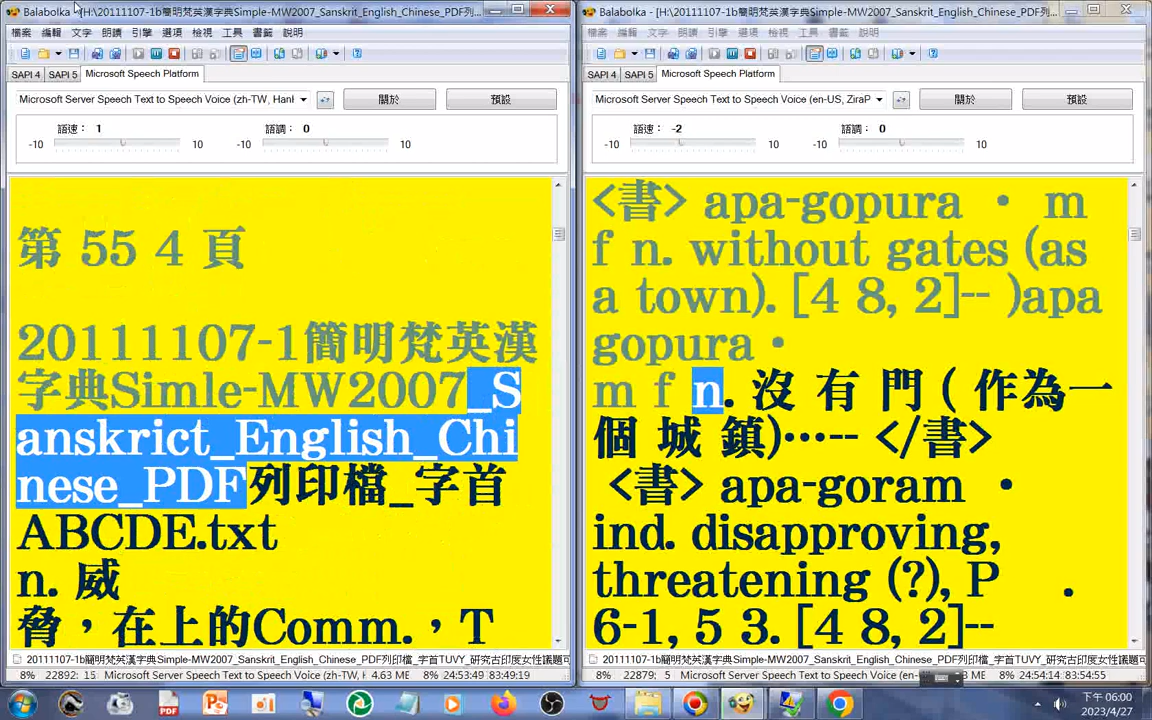 Balabolka - [H:\20111107-1b簡明梵英漢字典Simple-MW2007_Sanskrit_English_Chinese_PDF列...
檔案 編輯 文字 朗讀 引擎 選項 檢視 工具 書籤 說明
SAPI 4 SAPI 5 Microsoft Speech Platform
Microsoft Server Speech Text to Speech Voice (zh-TW, Hanl 關於 預設
語速： 1 語調： 0
-10 10 -10 10
第 55 4 頁
20111107-1簡明梵英漢
字典Simle-MW2007_S
anskrict_English_Chi
nese_PDF列印檔_字首
ABCDE.txt
n. 威
脅，在上的Comm.，T
20111107-1b簡明梵英漢字典Simple-MW2007_Sanskrit_English_Chinese_PDF列印檔_字首TUVY_研究古印度女性議題可
8% 22892: 15 Microsoft Server Speech Text to Speech Voice (zh-TW, H 4.63 ME 8% 24:53:49 83:49:19
Balabolka - [H:\20111107-1b簡明梵英漢字典Simple-MW2007_Sanskrit_English_Chinese_PDF列...
檔案 編輯 文字 朗讀 引擎 選項 檢視 工具 書籤 說明
SAPI 4 SAPI 5 Microsoft Speech Platform
Microsoft Server Speech Text to Speech Voice (en-US, ZiraP 關於 預設
語速： -2 語調： 0
-10 10 -10 10
<書> apa-gopura • m
f n. without gates (as
a town). [4 8, 2]-- )apa
gopura •
m f n. 沒 有 門 ( 作為一
個 城 鎮)…-- </書>
<書> apa-goram •
ind. disapproving,
threatening (?), P .
6-1, 5 3. [4 8, 2]--
20111107-1b簡明梵英漢字典Simple-MW2007_Sanskrit_English_Chinese_PDF列印檔_字首TUVY_研究古印度女性議題可
8% 22879: 5 Microsoft Server Speech Text to Speech Voice (en-US, 4.63 ME 8% 24:54:14 83:54:55
下午 06:00
2023/4/27